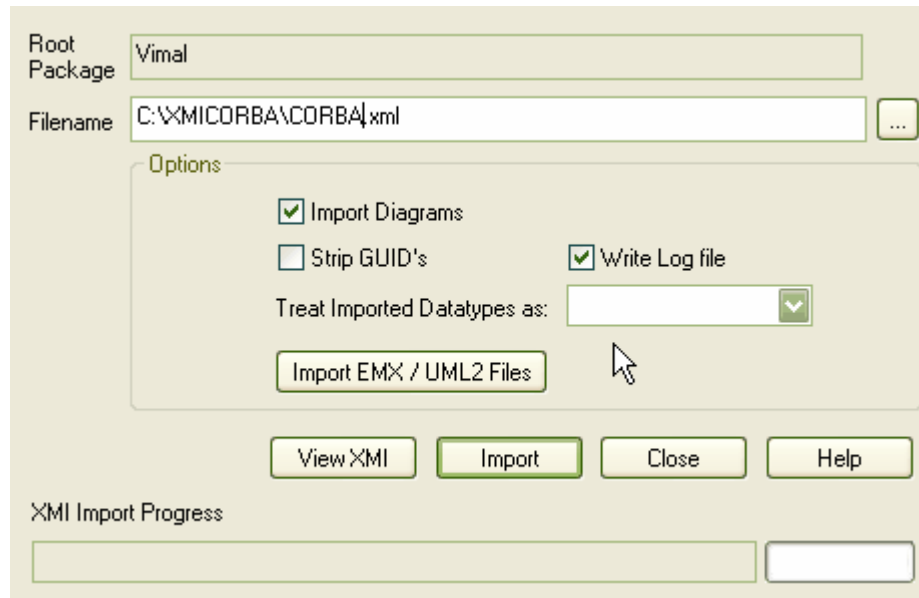 Root
Package
Vimal
Filename
C:\XMICORBA\CORBA.xml
...
Options
Import Diagrams
Strip GUID's
Write Log file
Treat Imported Datatypes as:
Import EMX / UML2 Files
View XMI
Import
Close
Help
XMI Import Progress